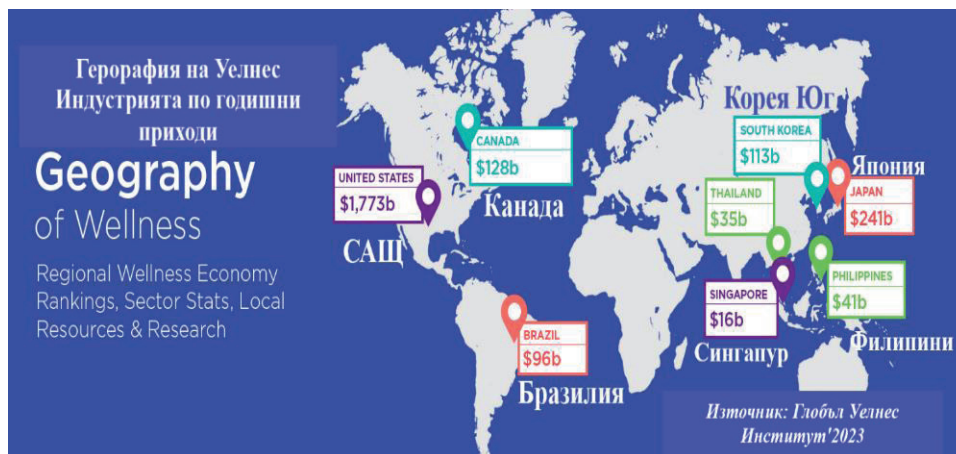 Герорафия на Уелнес
Индустрията по годишни
приходи
Geography
of Wellness
Regional Wellness Economy
Rankings, Sector Stats, Local
Resources & Research
UNITED STATES
$1,773b
САЩ
CANADA
$128b
Канада
BRAZIL
$96b
Бразилия
Корея Юг
SOUTH KOREA
$113b
Япония
JAPAN
$241b
THAILAND
$35b
SINGAPORE
$16b
Сингапур
PHILIPPINES
$41b
Филипини
Източник: Глобъл Уелнес
Институт'2023